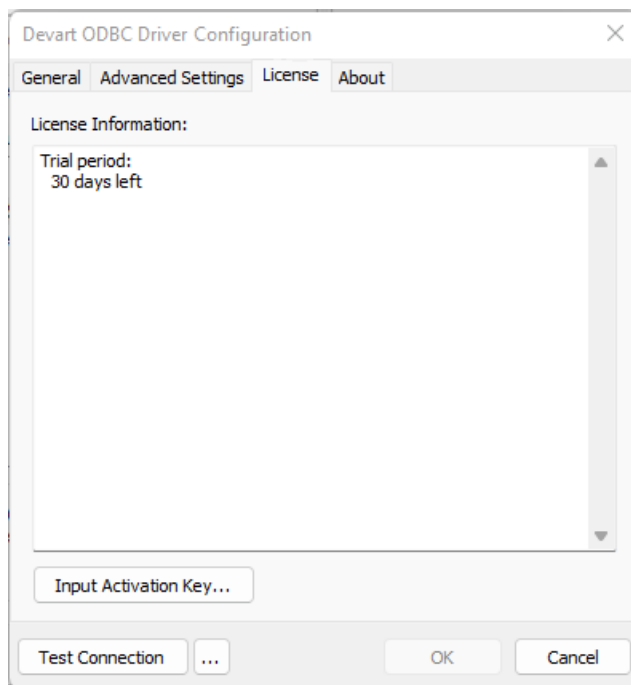 Devart ODBC Driver Configuration
General Advanced Settings License About
License Information:
Trial period:
30 days left
Input Activation Key...
Test Connection ... OK Cancel